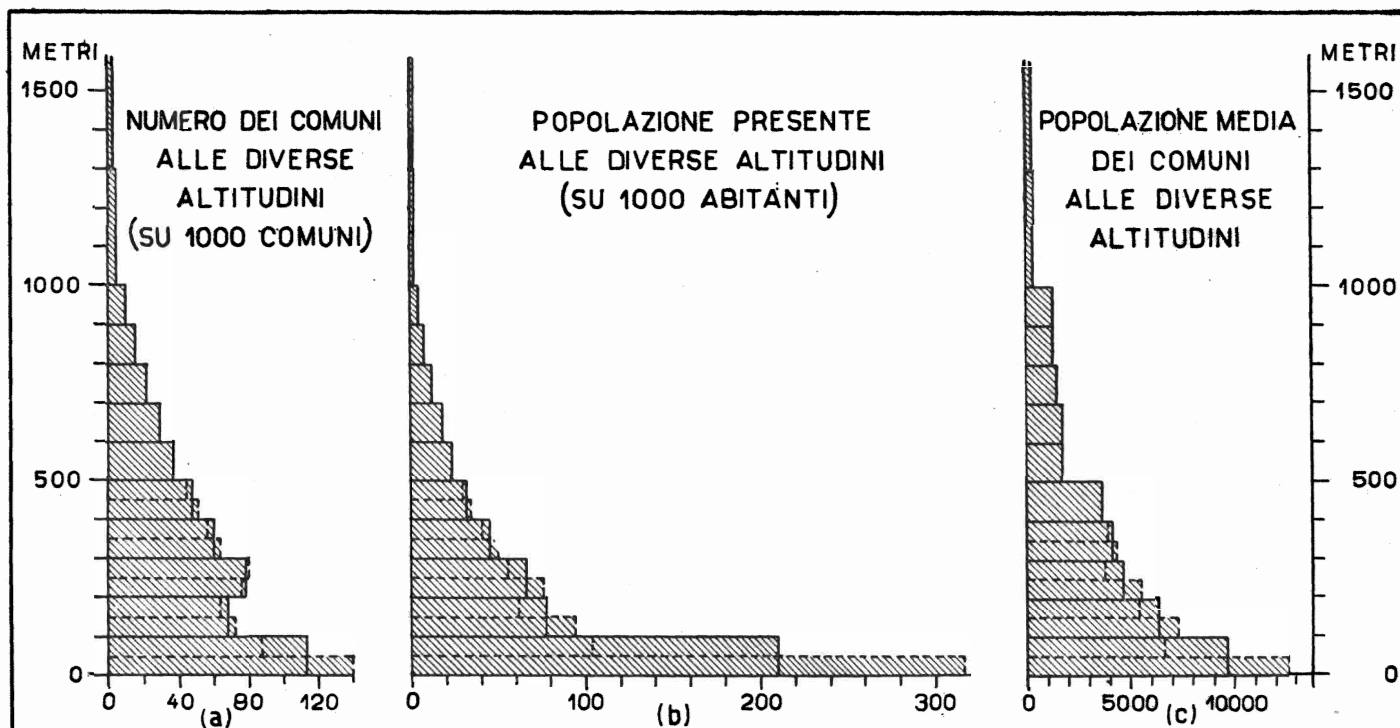 METRI
1500
1000
500
0
NUMERO DEI COMUNI
ALLE DIVERSE
ALTITUDINI
(SU 1000 COMUNI)
0 40 80 120
(a)
POPOLAZIONE PRESENTE
ALLE DIVERSE ALTITUDINI
(SU 1000 ABITANTI)
0 100 200 300
(b)
POPOLAZIONE MEDIA
DEI COMUNI
ALLE DIVERSE
ALTITUDINI
0 5000 10000
(c)
METRI
1500
1000
500
0